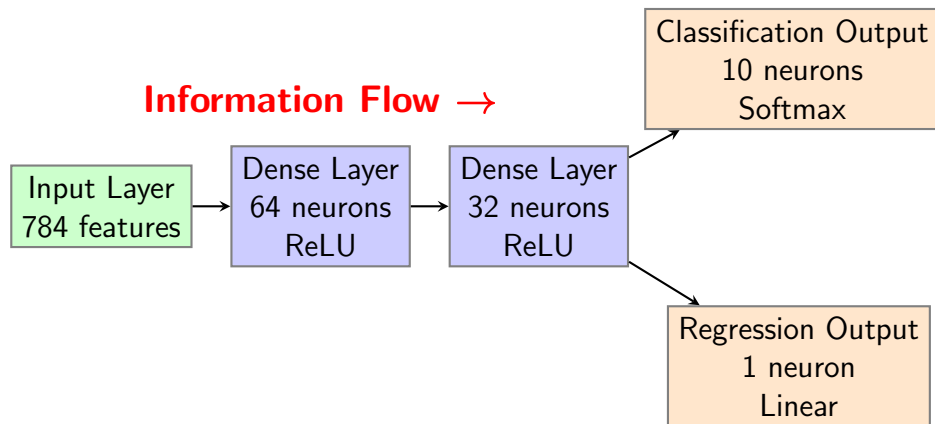 Information Flow →
Input Layer
784 features
Dense Layer
64 neurons
ReLU
Dense Layer
32 neurons
ReLU
Classification Output
10 neurons
Softmax
Regression Output
1 neuron
Linear